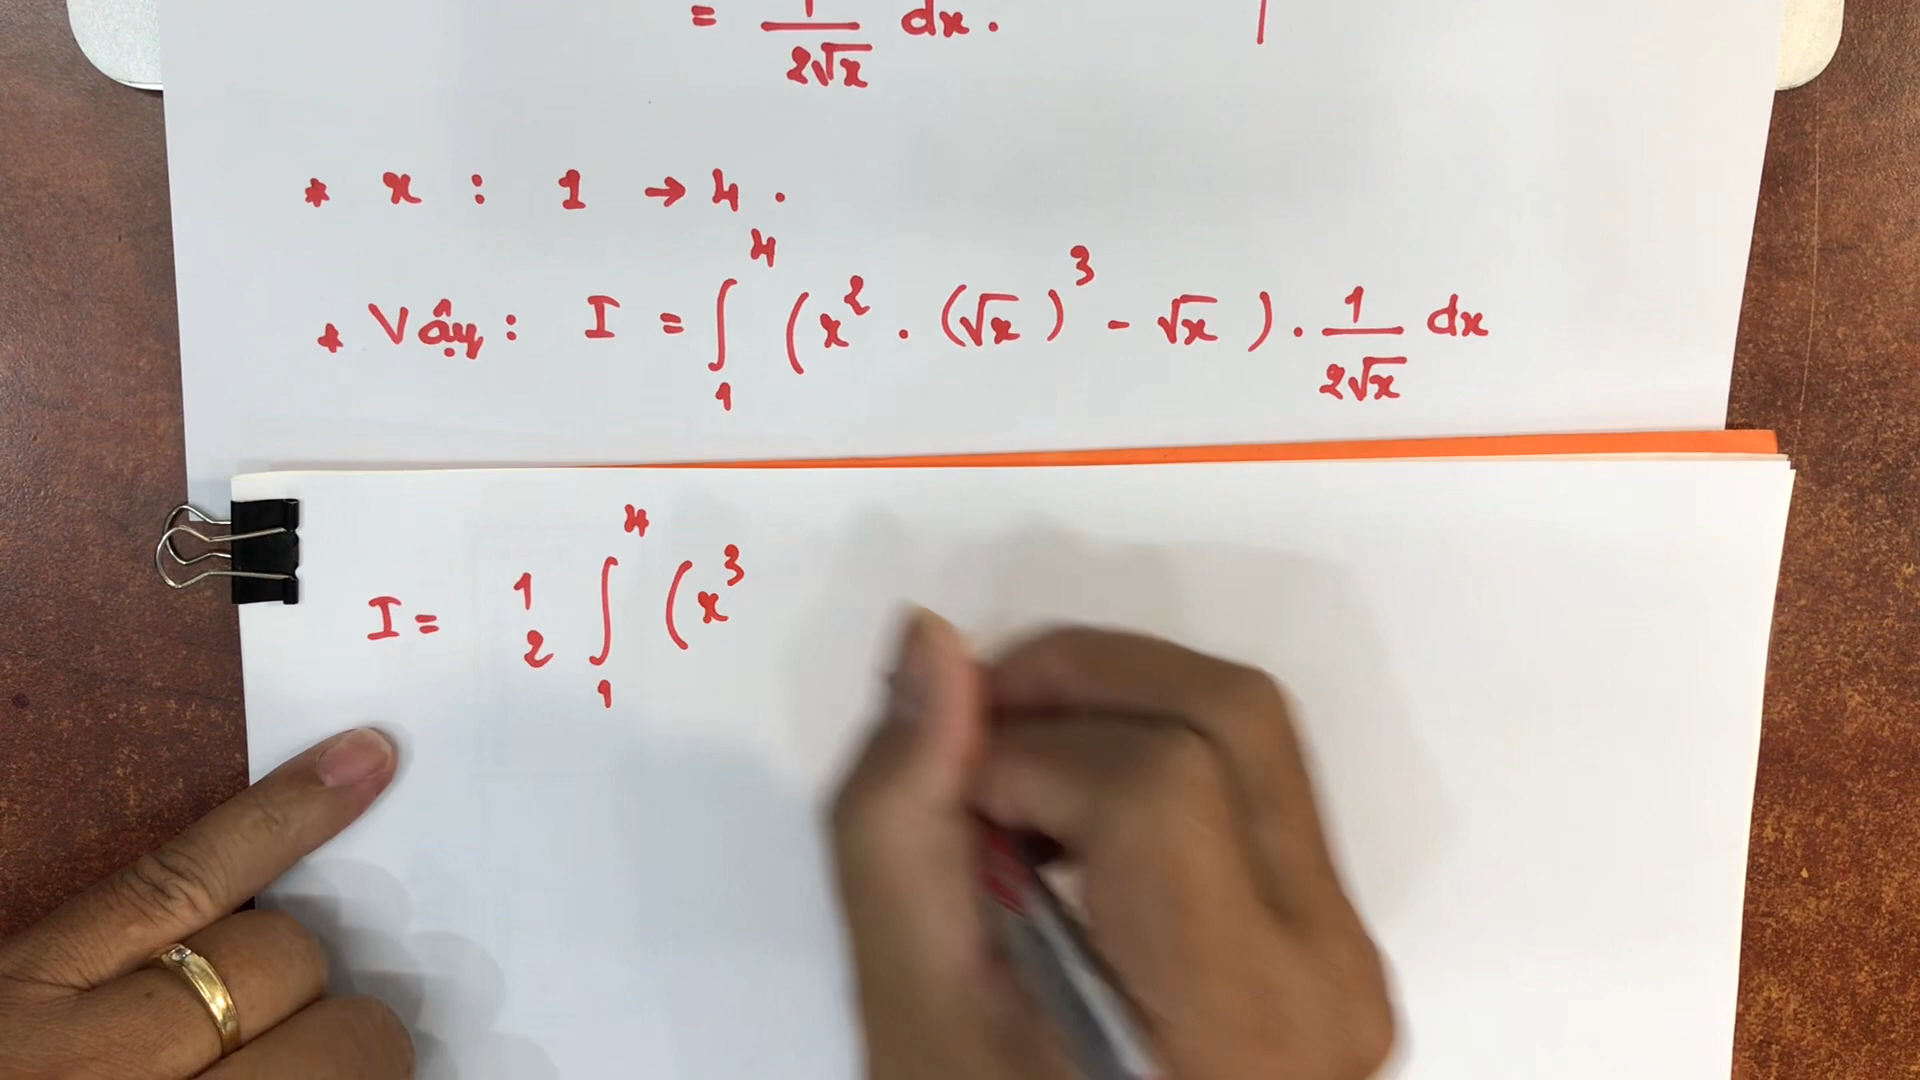 = 1/(2√x) dx.
* x : 1 → 4.
* Vậy: I = ∫₁⁴ (x² . (√x)³ - √x) . 1/(2√x) dx
I = 1/2 ∫₁⁴ (x³